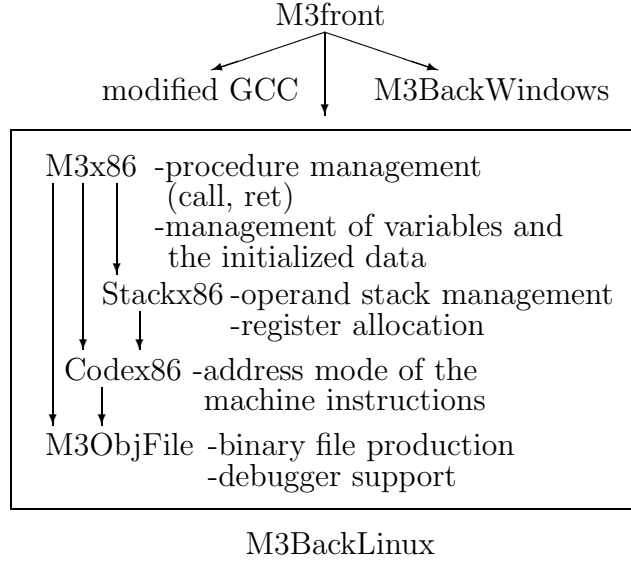 M3front
modified GCC M3BackWindows
M3x86 -procedure management
(call, ret)
-management of variables and
the initialized data
Stackx86 -operand stack management
-register allocation
Codex86 -address mode of the
machine instructions
M3ObjFile -binary file production
-debugger support
M3BackLinux